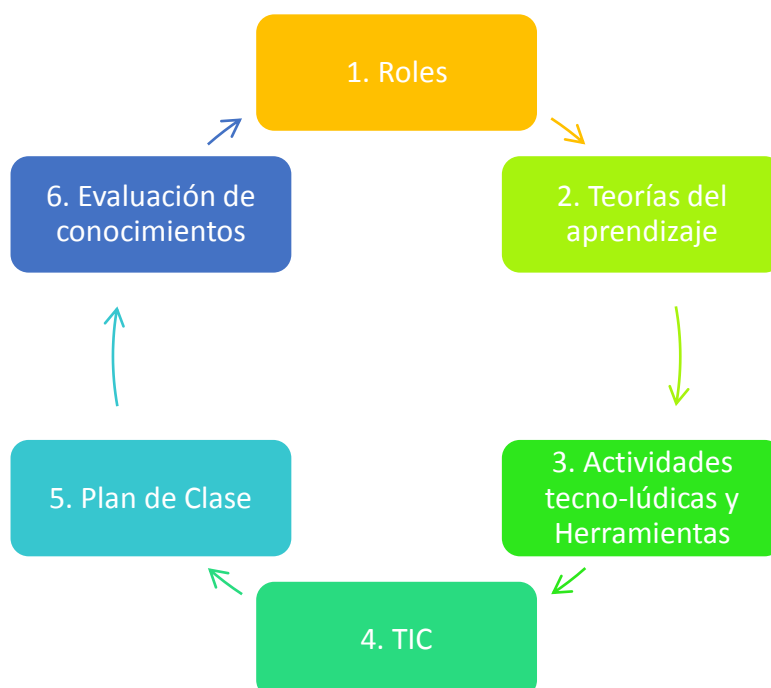 1. Roles
2. Teorías del
aprendizaje
3. Actividades
tecno-lúdicas y
Herramientas
4. TIC
5. Plan de Clase
6. Evaluación de
conocimientos